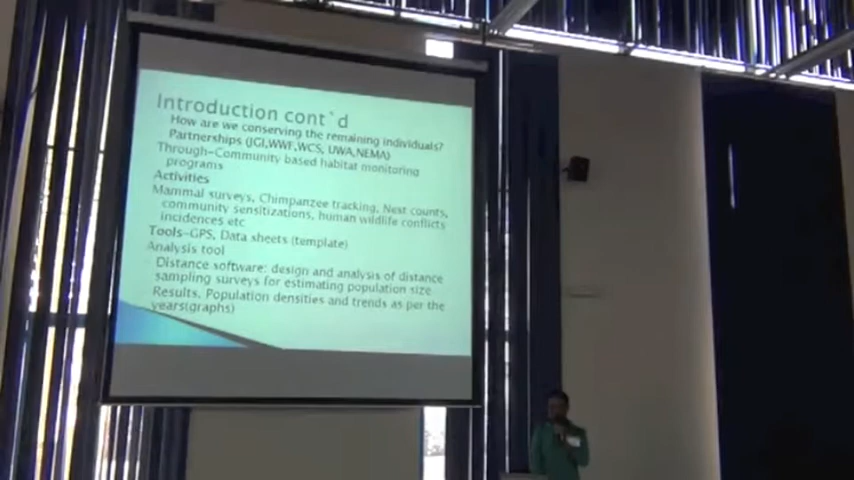 Introduction cont`d
How are we conserving the remaining individuals?
Partnerships (JGI,WWF,WCS, UWA,NEMA)
Through-Community based habitat monitoring
programs
Activities
Mammal surveys, Chimpanzee tracking, Nest counts,
community sensitizations, human wildlife conflicts
incidences etc
Tools-GPS, Data sheets (template)
Analysis tool
Distance software: design and analysis of distance
sampling surveys for estimating population size
Results, Population densities and trends as per the
years(graphs)